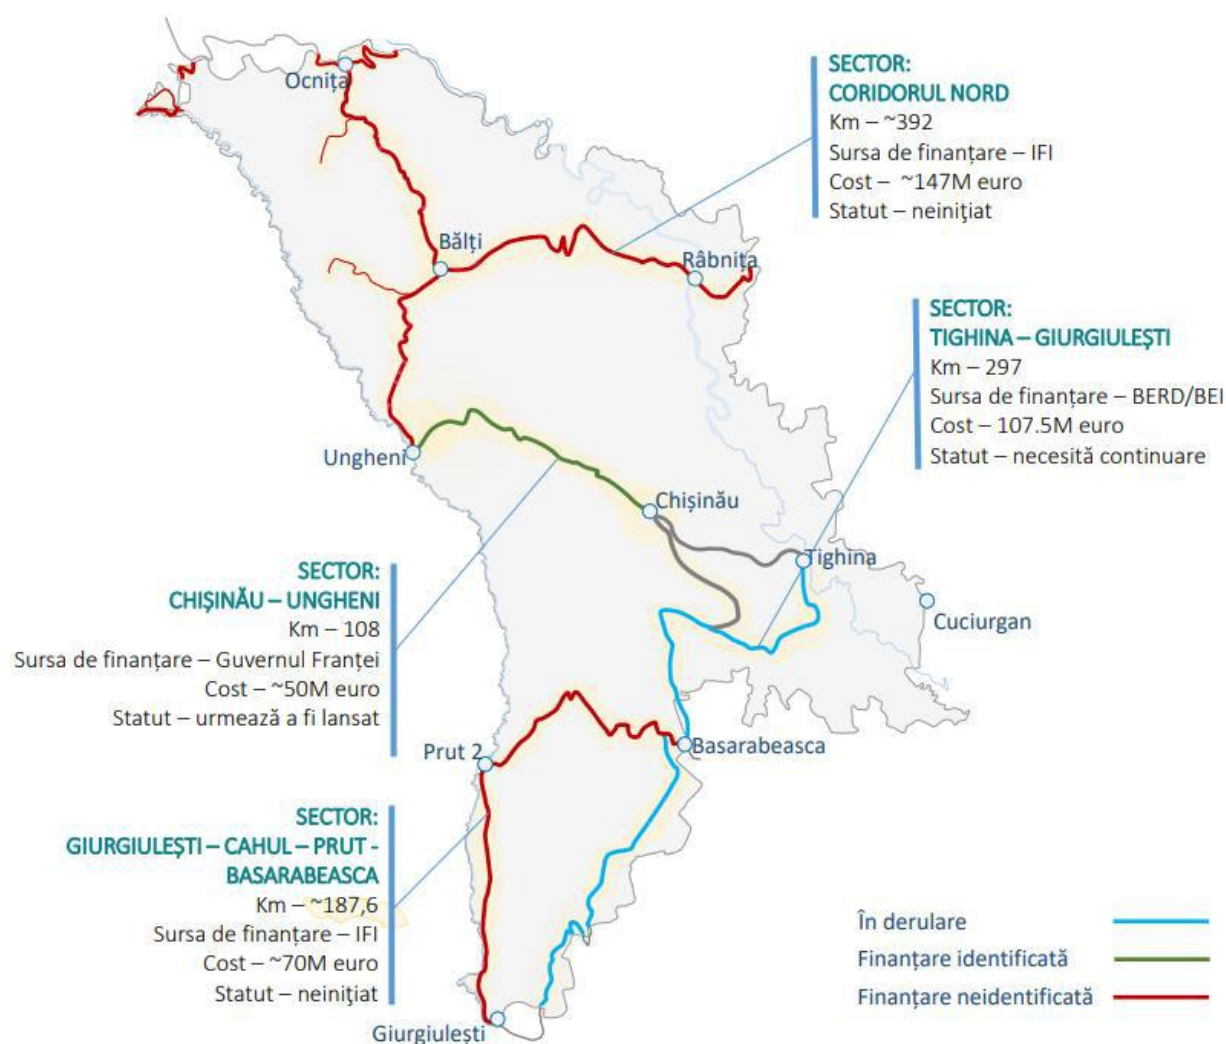 Ocnița
SECTOR:
CORIDORUL NORD
Km – ~392
Sursa de finanțare – IFI
Cost – ~147M euro
Statut – neinițiat
Bălți
Râbnița
SECTOR:
TIGHINA – GIURGIULEȘTI
Km – 297
Sursa de finanțare – BERD/BEI
Cost – 107.5M euro
Statut – necesită continuare
Ungheni
Chișinău
Tighina
Cuciurgan
SECTOR:
CHIȘINĂU – UNGHENI
Km – 108
Sursa de finanțare – Guvernul Franței
Cost – ~50M euro
Statut – urmează a fi lansat
Prut 2
Basarabeasca
SECTOR:
GIURGIULEȘTI – CAHUL – PRUT -
BASARABEASCA
Km – ~187,6
Sursa de finanțare – IFI
Cost – ~70M euro
Statut – neinițiat
Giurgiulești
În derulare
Finanțare identificată
Finanțare neidentificată